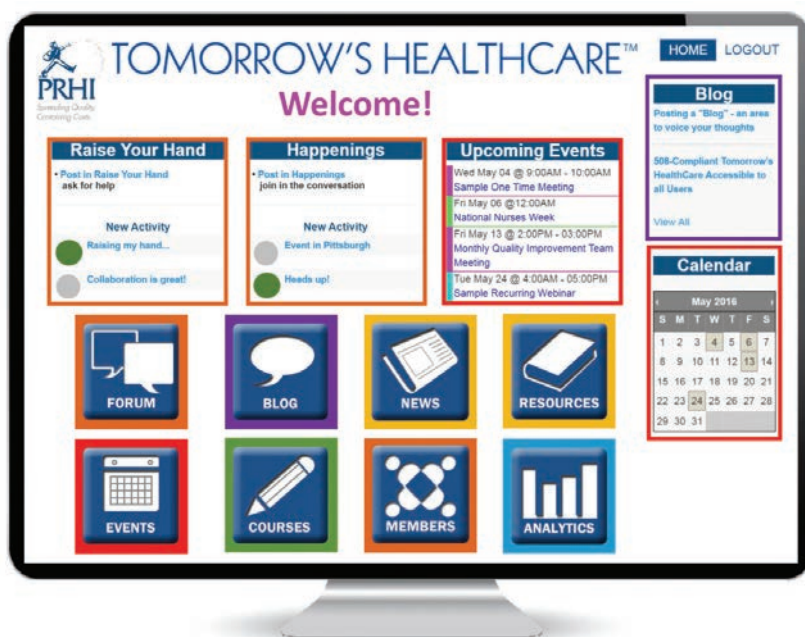 TOMORROW'S HEALTHCARE™
HOME LOGOUT
PRHI
Spreading Quality
Containing Costs
Welcome!
Raise Your Hand
• Post in Raise Your Hand
ask for help
New Activity
Raising my hand...
Collaboration is great!
Happenings
• Post in Happenings
join in the conversation
New Activity
Event in Pittsburgh
Heads up!
Upcoming Events
Wed May 04 @ 9:00AM - 10:00AM
Sample One Time Meeting
Fri May 06 @12:00AM
National Nurses Week
Fri May 13 @ 2:00PM - 03:00PM
Monthly Quality Improvement Team
Meeting
Tue May 24 @ 4:00AM - 05:00PM
Sample Recurring Webinar
Blog
Posting a "Blog" - an area
to voice your thoughts
508-Compliant Tomorrow's
HealthCare Accessible to
all Users
View All
Calendar
‹ May 2016 ›
S M T W T F S
1 2 3 4 5 6 7
8 9 10 11 12 13 14
15 16 17 18 19 20 21
22 23 24 25 26 27 28
29 30 31
FORUM
BLOG
NEWS
RESOURCES
EVENTS
COURSES
MEMBERS
ANALYTICS